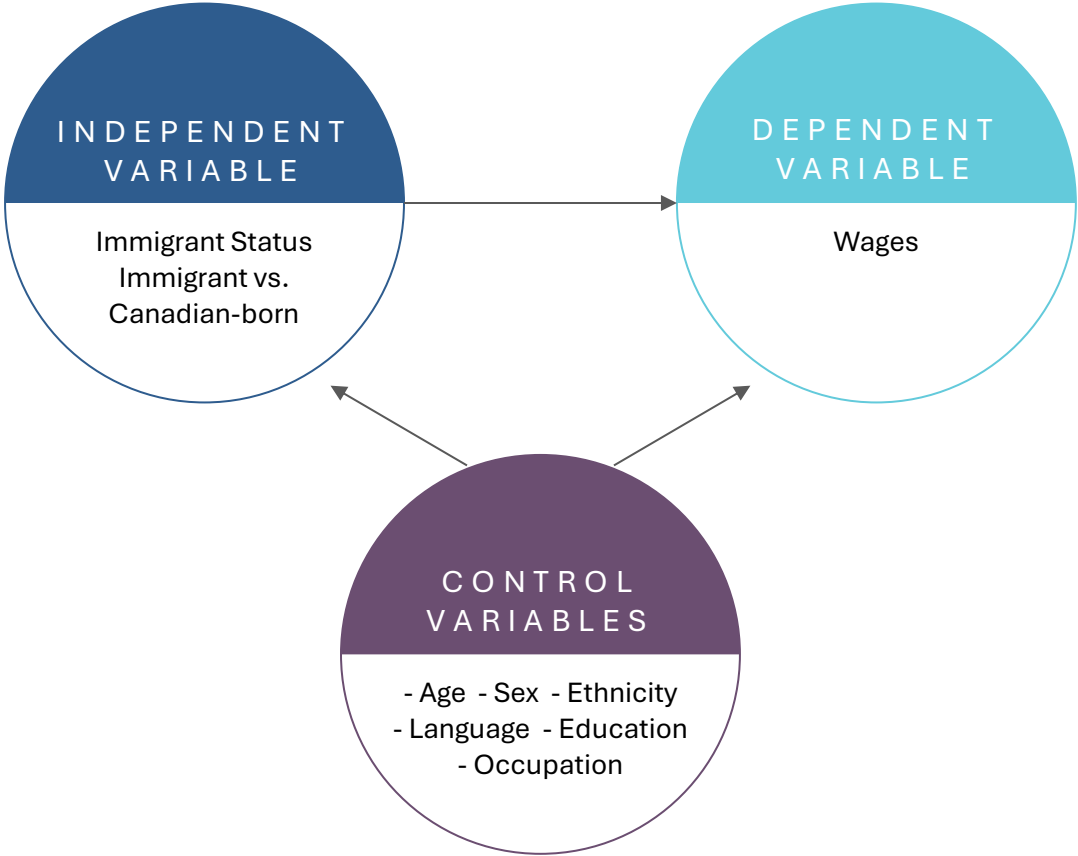 INDEPENDENT
VARIABLE
Immigrant Status
Immigrant vs.
Canadian-born
DEPENDENT
VARIABLE
Wages
CONTROL
VARIABLES
- Age - Sex - Ethnicity
- Language - Education
- Occupation